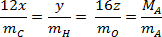 12x/m_C = y/m_H = 16z/m_O = M_A/m_A